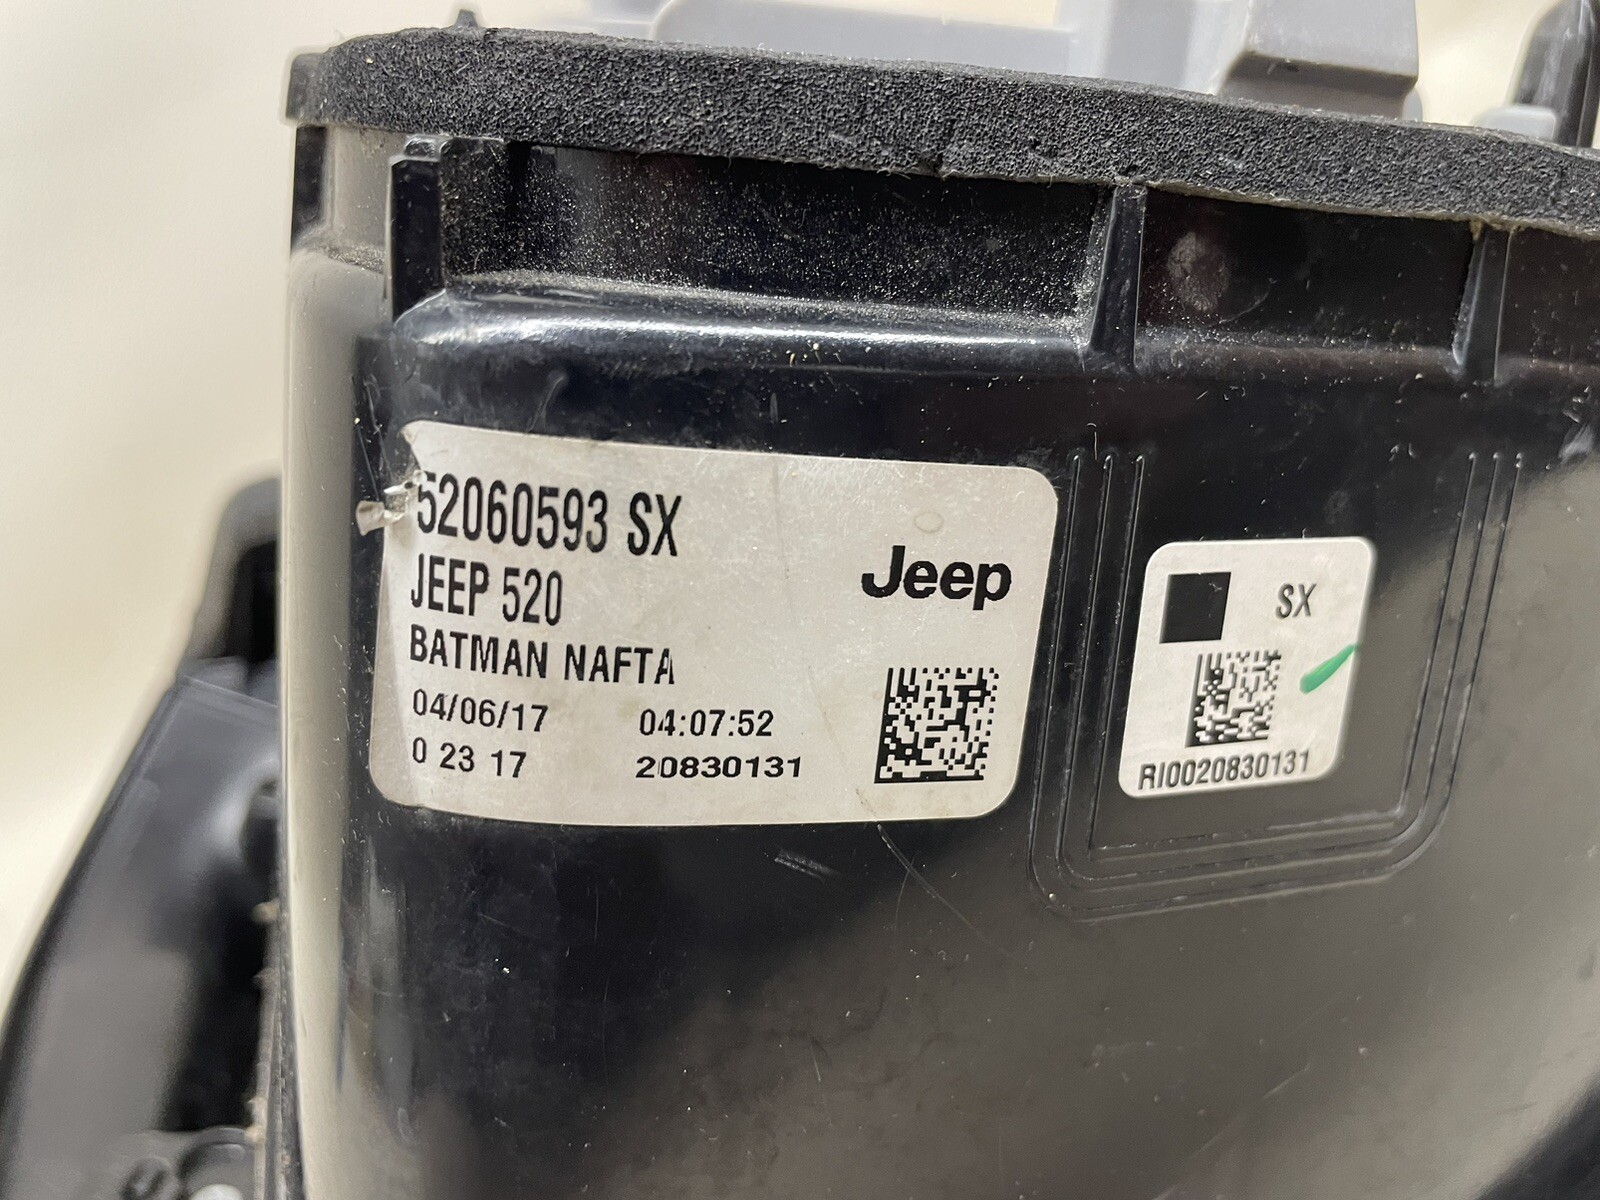 52060593 SX
JEEP 520
BATMAN NAFTA
04/06/17 04:07:52
0 23 17 20830131
Jeep
SX
RI0020830131